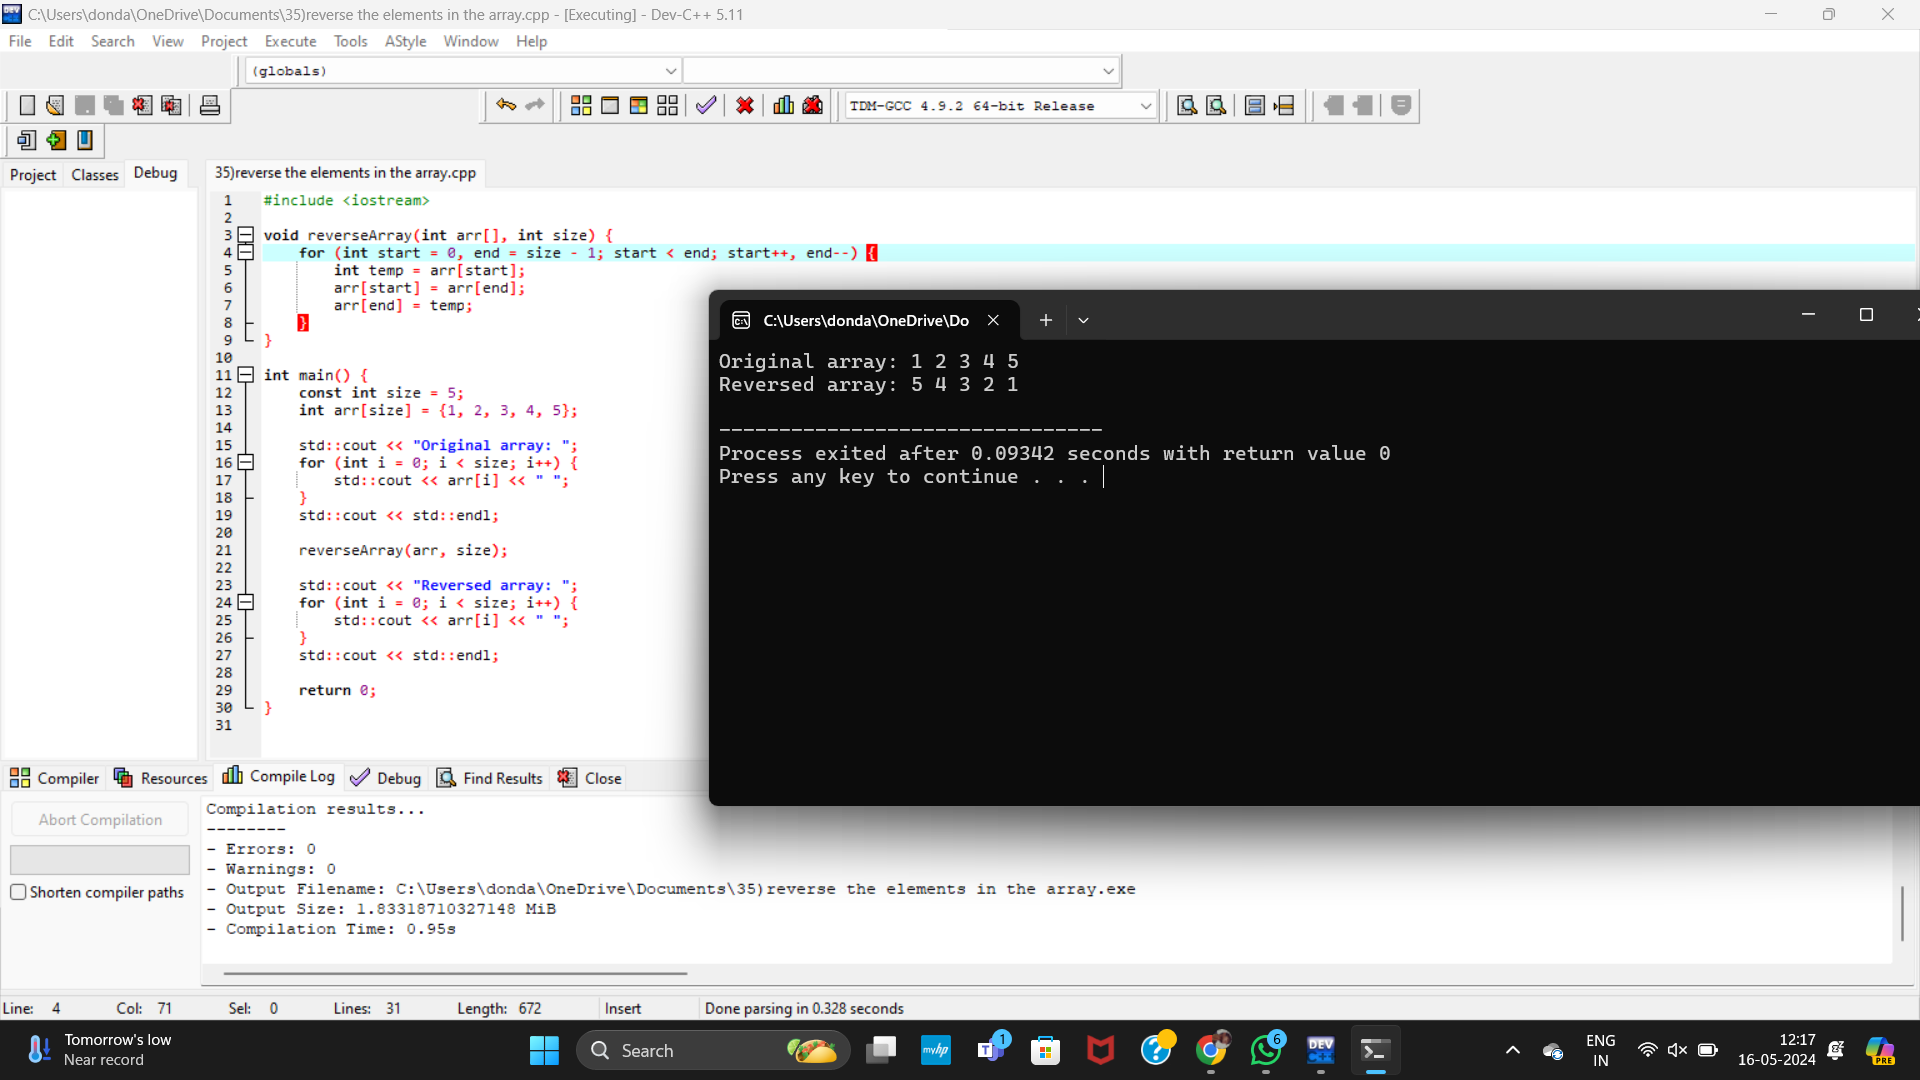 C:\Users\donda\OneDrive\Documents\35)reverse the elements in the array.cpp - [Executing] - Dev-C++ 5.11
File Edit Search View Project Execute Tools AStyle Window Help
(globals)
TDM-GCC 4.9.2 64-bit Release
Project Classes Debug
35)reverse the elements in the array.cpp
1 #include <iostream>
2
3 void reverseArray(int arr[], int size) {
4 for (int start = 0, end = size - 1; start < end; start++, end--) {
5 int temp = arr[start];
6 arr[start] = arr[end];
7 arr[end] = temp;
8 }
9 }
10
11 int main() {
12 const int size = 5;
13 int arr[size] = {1, 2, 3, 4, 5};
14
15 std::cout << "Original array: ";
16 for (int i = 0; i < size; i++) {
17 std::cout << arr[i] << " ";
18 }
19 std::cout << std::endl;
20
21 reverseArray(arr, size);
22
23 std::cout << "Reversed array: ";
24 for (int i = 0; i < size; i++) {
25 std::cout << arr[i] << " ";
26 }
27 std::cout << std::endl;
28
29 return 0;
30 }
31
C:\Users\donda\OneDrive\Do
Original array: 1 2 3 4 5
Reversed array: 5 4 3 2 1
--------------------------------
Process exited after 0.09342 seconds with return value 0
Press any key to continue . . .
Compiler Resources Compile Log Debug Find Results Close
Abort Compilation
Shorten compiler paths
Compilation results...
--------
- Errors: 0
- Warnings: 0
- Output Filename: C:\Users\donda\OneDrive\Documents\35)reverse the elements in the array.exe
- Output Size: 1.83318710327148 MiB
- Compilation Time: 0.95s
Line: 4 Col: 71 Sel: 0 Lines: 31 Length: 672 Insert Done parsing in 0.328 seconds
Tomorrow's low
Near record
Search
myhp
1
6
DEV
ENG
IN
12:17
16-05-2024
PRE